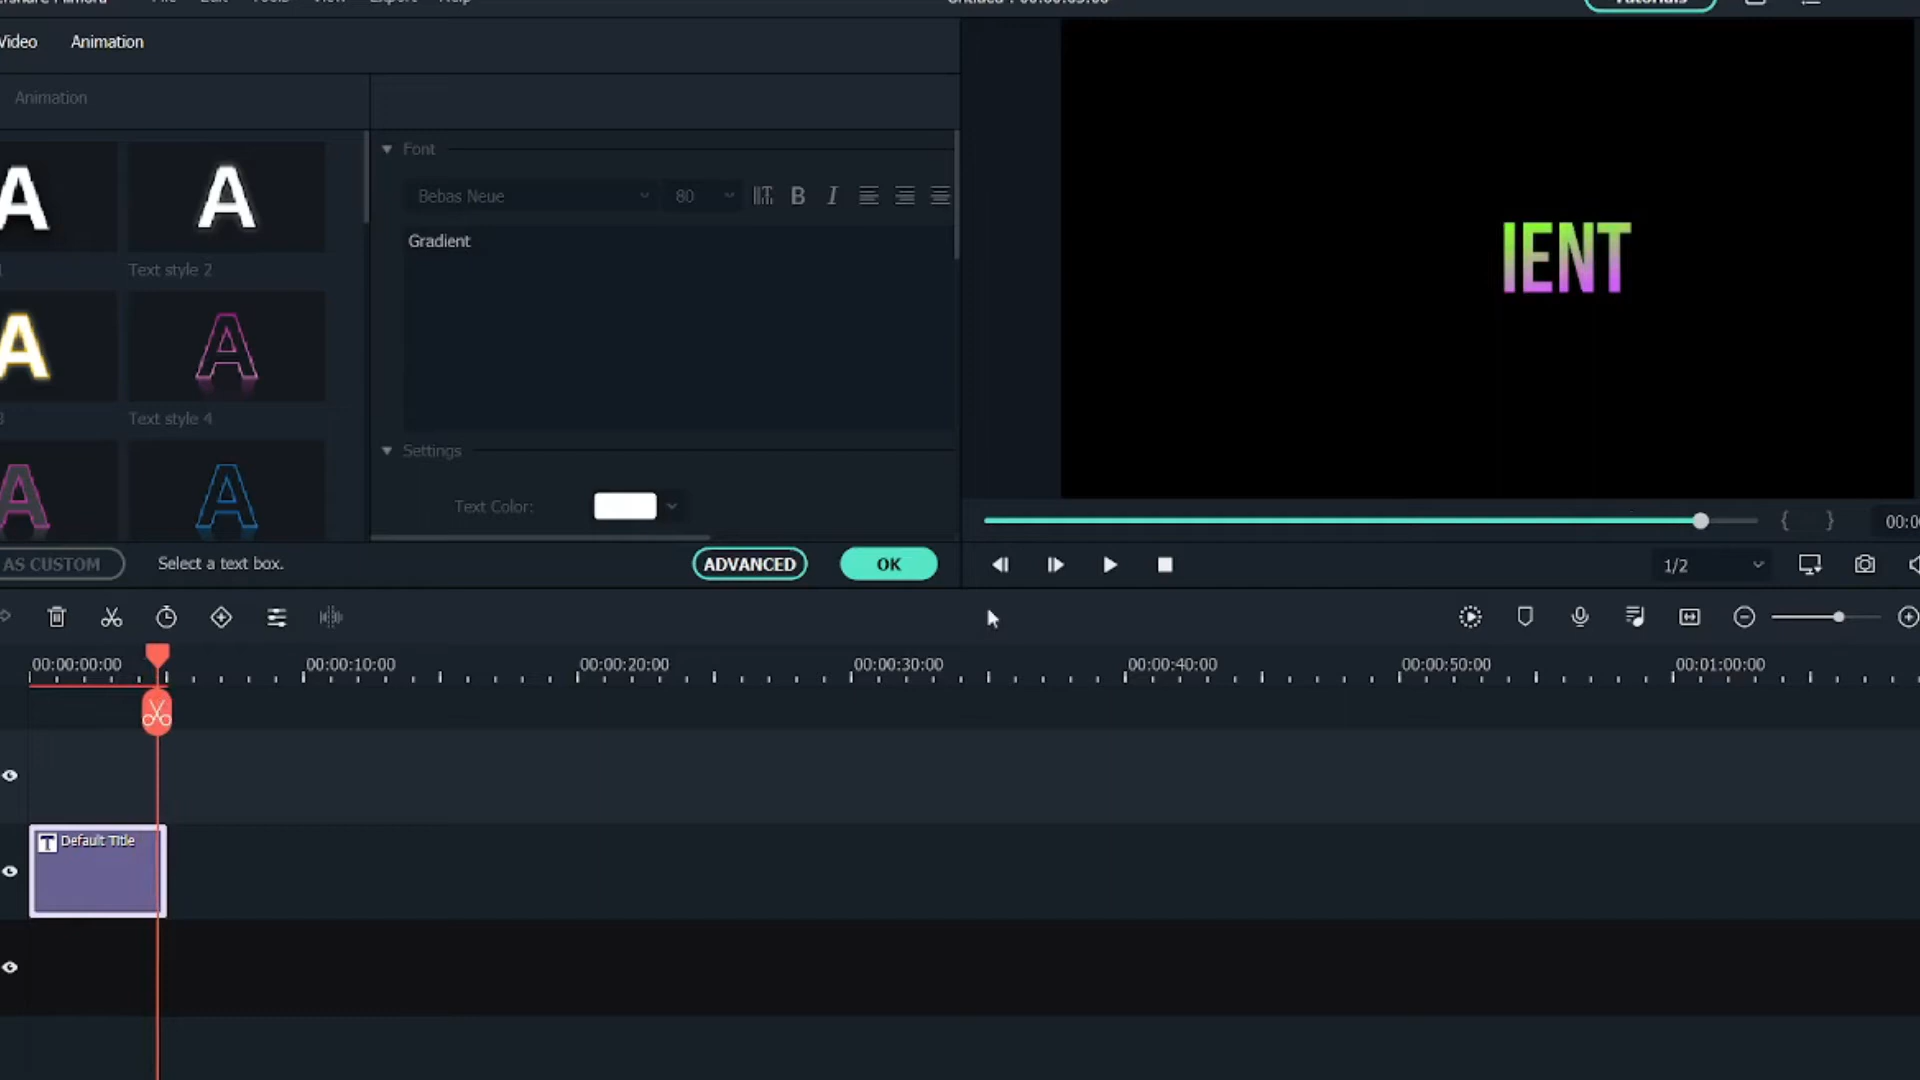 Tutorials
Video Animation
Animation
Font
Bebas Neue 80
Gradient
IENT
Text style 2
Text style 4
Settings
Text Color:
AS CUSTOM Select a text box. ADVANCED OK
1/2
00:00:00:00 00:00:10:00 00:00:20:00 00:00:30:00 00:00:40:00 00:00:50:00 00:01:00:00
Default Title